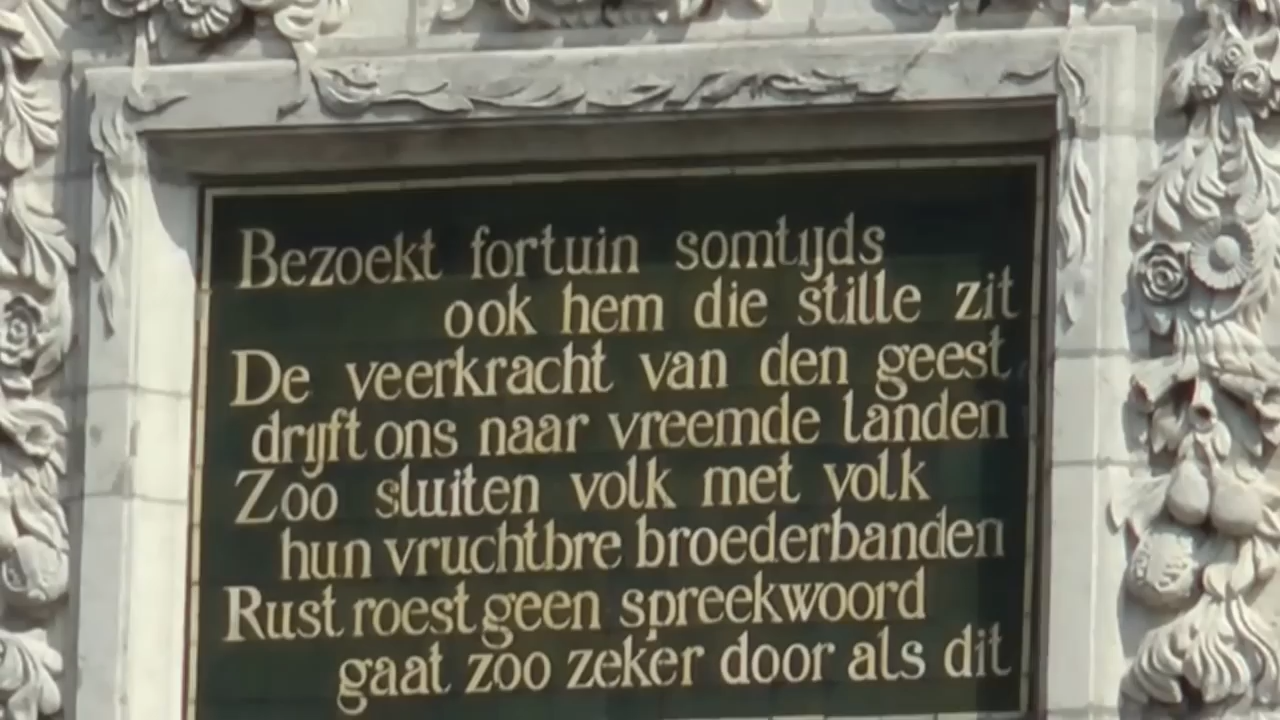 Bezoekt fortuin somtijds
ook hem die stille zit
De veerkracht van den geest
drijft ons naar vreemde landen
Zoo sluiten volk met volk
hun vruchtbre broederbanden
Rust roest geen spreekwoord
gaat zoo zeker door als dit